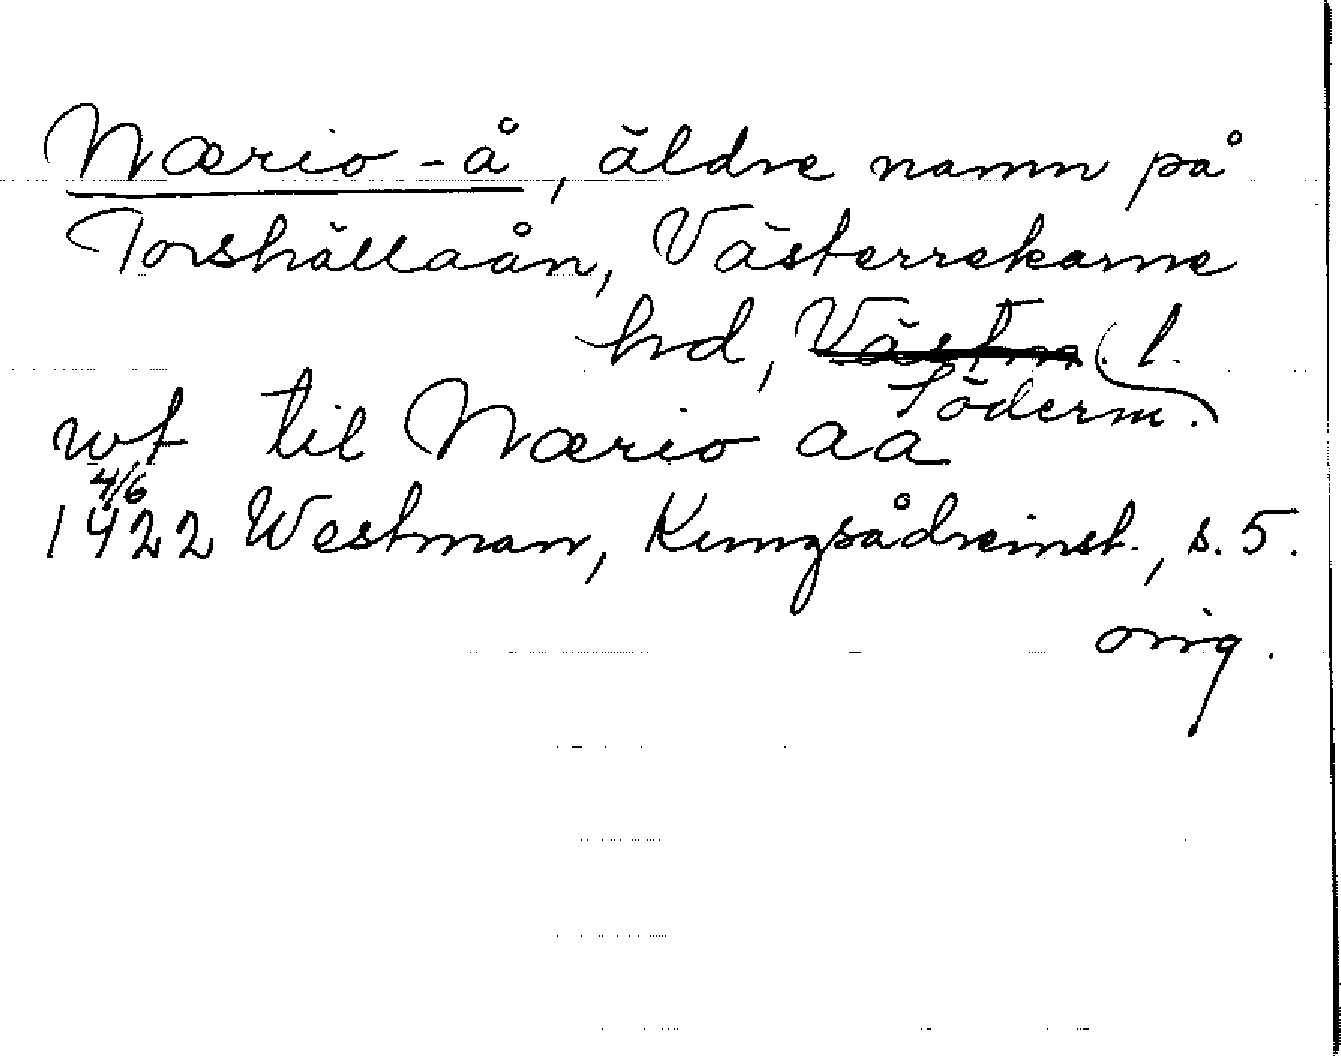 Nærio-å, äldre namn på
Torshällaån, Västerrekarne
hd, Västm. l.
Söderm.
wt til Nærio aa
4/6
1422 Westman, Kungsådreinst., s. 5.
orig.